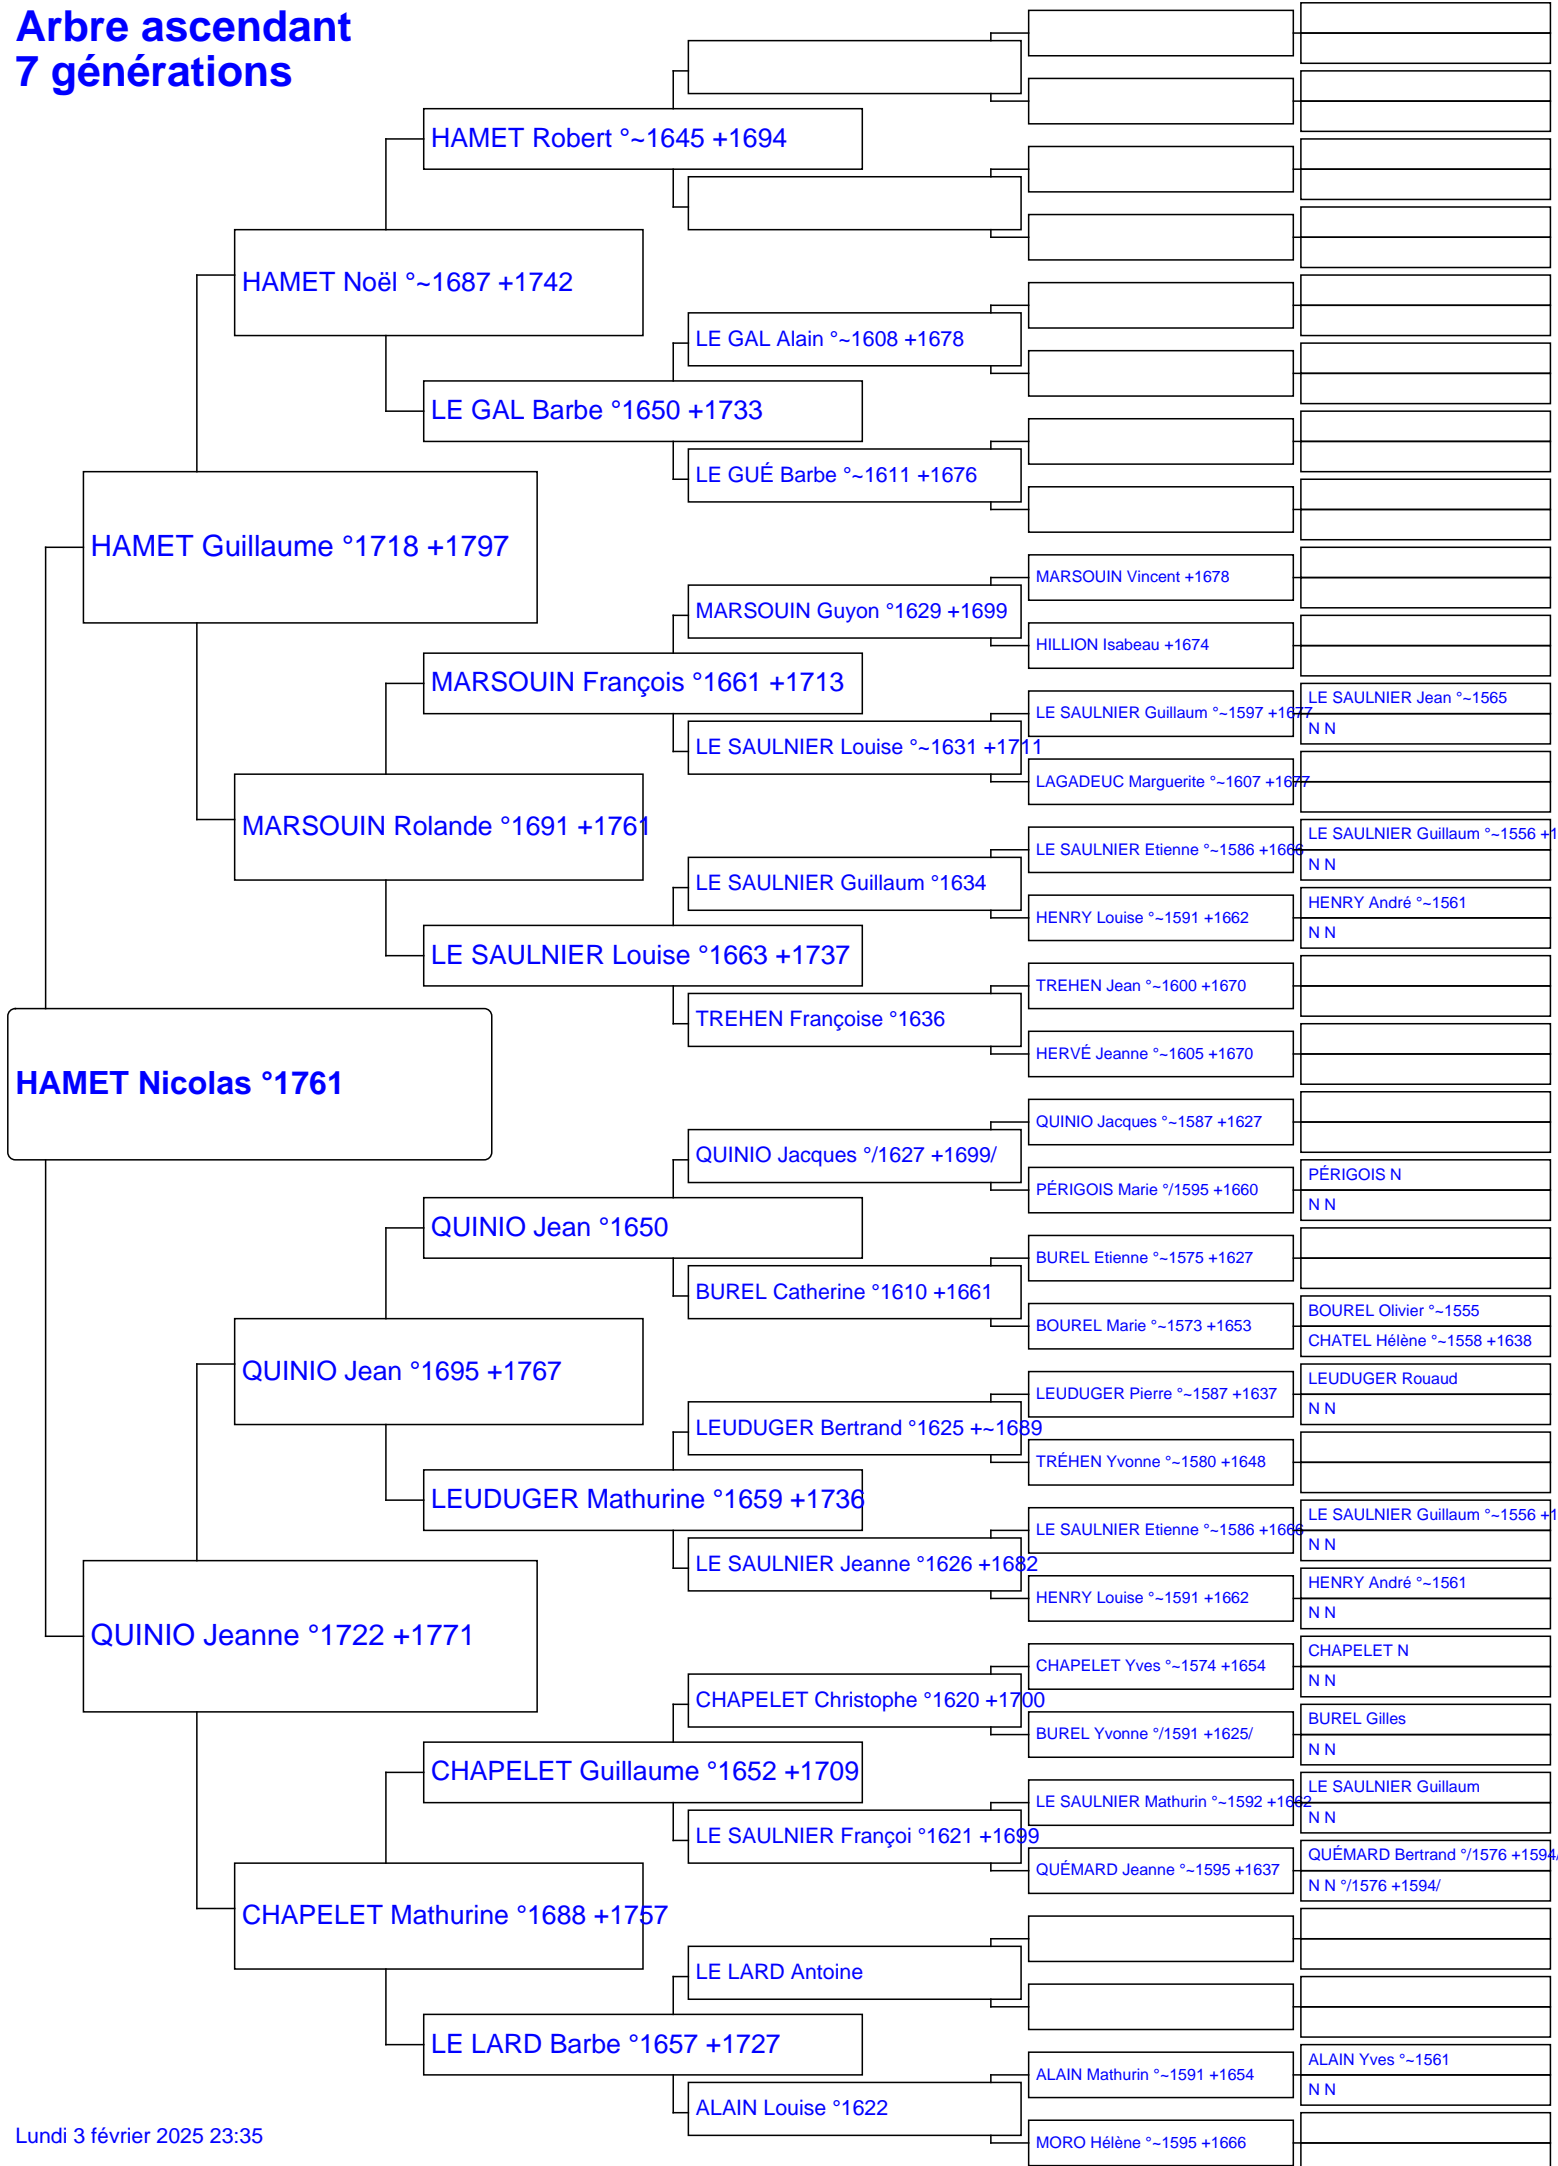 Arbre ascendant
7 générations
HAMET Robert °~1645 +1694
HAMET Noël °~1687 +1742
LE GAL Alain °~1608 +1678
LE GAL Barbe °1650 +1733
LE GUÉ Barbe °~1611 +1676
HAMET Guillaume °1718 +1797
MARSOUIN Vincent +1678
MARSOUIN Guyon °1629 +1699
HILLION Isabeau +1674
MARSOUIN François °1661 +1713
LE SAULNIER Jean °~1565
LE SAULNIER Guillaum °~1597 +1677
N N
LE SAULNIER Louise °~1631 +1711
LAGADEUC Marguerite °~1607 +1677
MARSOUIN Rolande °1691 +1761
LE SAULNIER Guillaum °~1556 +1
LE SAULNIER Etienne °~1586 +1666
N N
LE SAULNIER Guillaum °1634
HENRY André °~1561
HENRY Louise °~1591 +1662
N N
LE SAULNIER Louise °1663 +1737
TREHEN Jean °~1600 +1670
TREHEN Françoise °1636
HERVÉ Jeanne °~1605 +1670
HAMET Nicolas °1761
QUINIO Jacques °~1587 +1627
QUINIO Jacques °/1627 +1699/
PÉRIGOIS N
PÉRIGOIS Marie °/1595 +1660
N N
QUINIO Jean °1650
BUREL Etienne °~1575 +1627
BUREL Catherine °1610 +1661
BOUREL Olivier °~1555
BOUREL Marie °~1573 +1653
CHATEL Hélène °~1558 +1638
QUINIO Jean °1695 +1767
LEUDUGER Rouaud
LEUDUGER Pierre °~1587 +1637
N N
LEUDUGER Bertrand °1625 +~1689
TRÉHEN Yvonne °~1580 +1648
LEUDUGER Mathurine °1659 +1736
LE SAULNIER Guillaum °~1556 +1
LE SAULNIER Etienne °~1586 +1666
N N
LE SAULNIER Jeanne °1626 +1682
HENRY André °~1561
HENRY Louise °~1591 +1662
N N
QUINIO Jeanne °1722 +1771
CHAPELET N
CHAPELET Yves °~1574 +1654
N N
CHAPELET Christophe °1620 +1700
BUREL Gilles
BUREL Yvonne °/1591 +1625/
N N
CHAPELET Guillaume °1652 +1709
LE SAULNIER Guillaum
LE SAULNIER Mathurin °~1592 +1662
N N
LE SAULNIER Françoi °1621 +1699
QUÉMARD Bertrand °/1576 +1594/
QUÉMARD Jeanne °~1595 +1637
N N °/1576 +1594/
CHAPELET Mathurine °1688 +1757
LE LARD Antoine
LE LARD Barbe °1657 +1727
ALAIN Yves °~1561
ALAIN Mathurin °~1591 +1654
N N
ALAIN Louise °1622
MORO Hélène °~1595 +1666
Lundi 3 février 2025 23:35